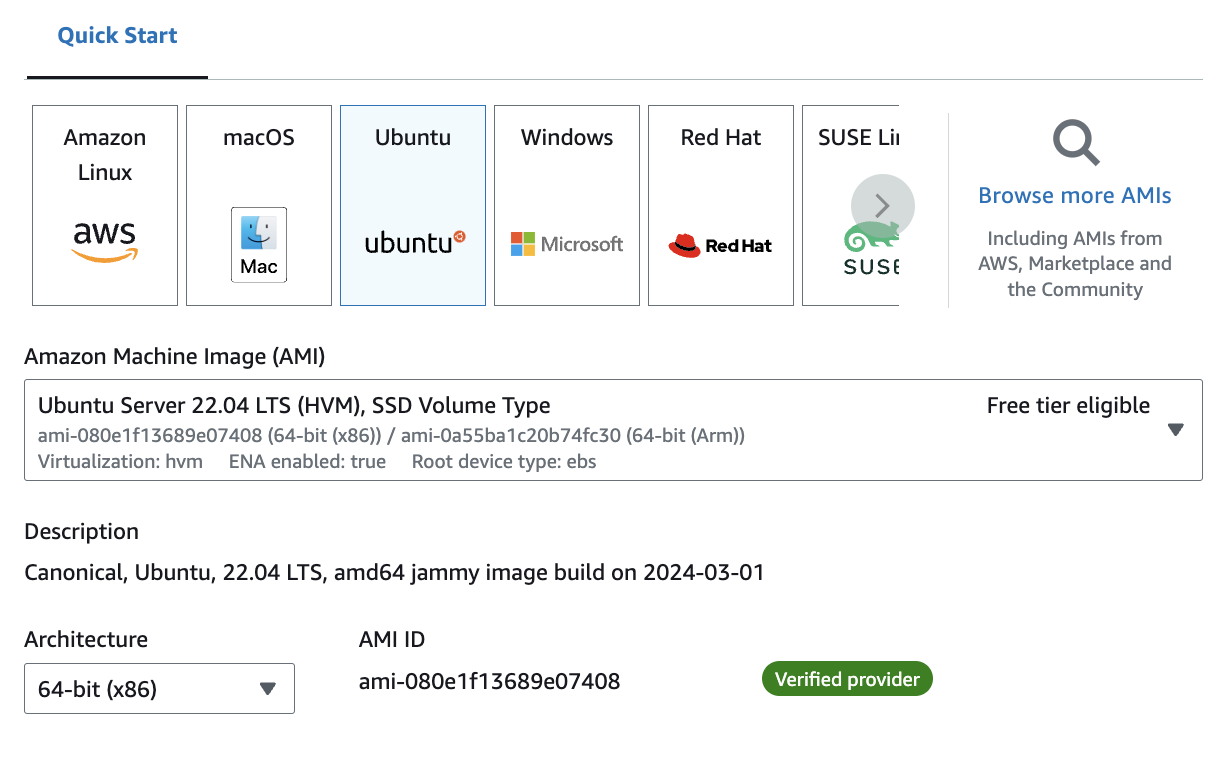 Quick Start
Amazon
Linux
aws
macOS
Mac
Ubuntu
ubuntu
Windows
Microsoft
Red Hat
Red Hat
SUSE Li
SUSE
Browse more AMIs
Including AMIs from
AWS, Marketplace and
the Community
Amazon Machine Image (AMI)
Ubuntu Server 22.04 LTS (HVM), SSD Volume Type
Free tier eligible
ami-080e1f13689e07408 (64-bit (x86)) / ami-0a55ba1c20b74fc30 (64-bit (Arm))
Virtualization: hvm ENA enabled: true Root device type: ebs
Description
Canonical, Ubuntu, 22.04 LTS, amd64 jammy image build on 2024-03-01
Architecture
64-bit (x86)
AMI ID
ami-080e1f13689e07408
Verified provider